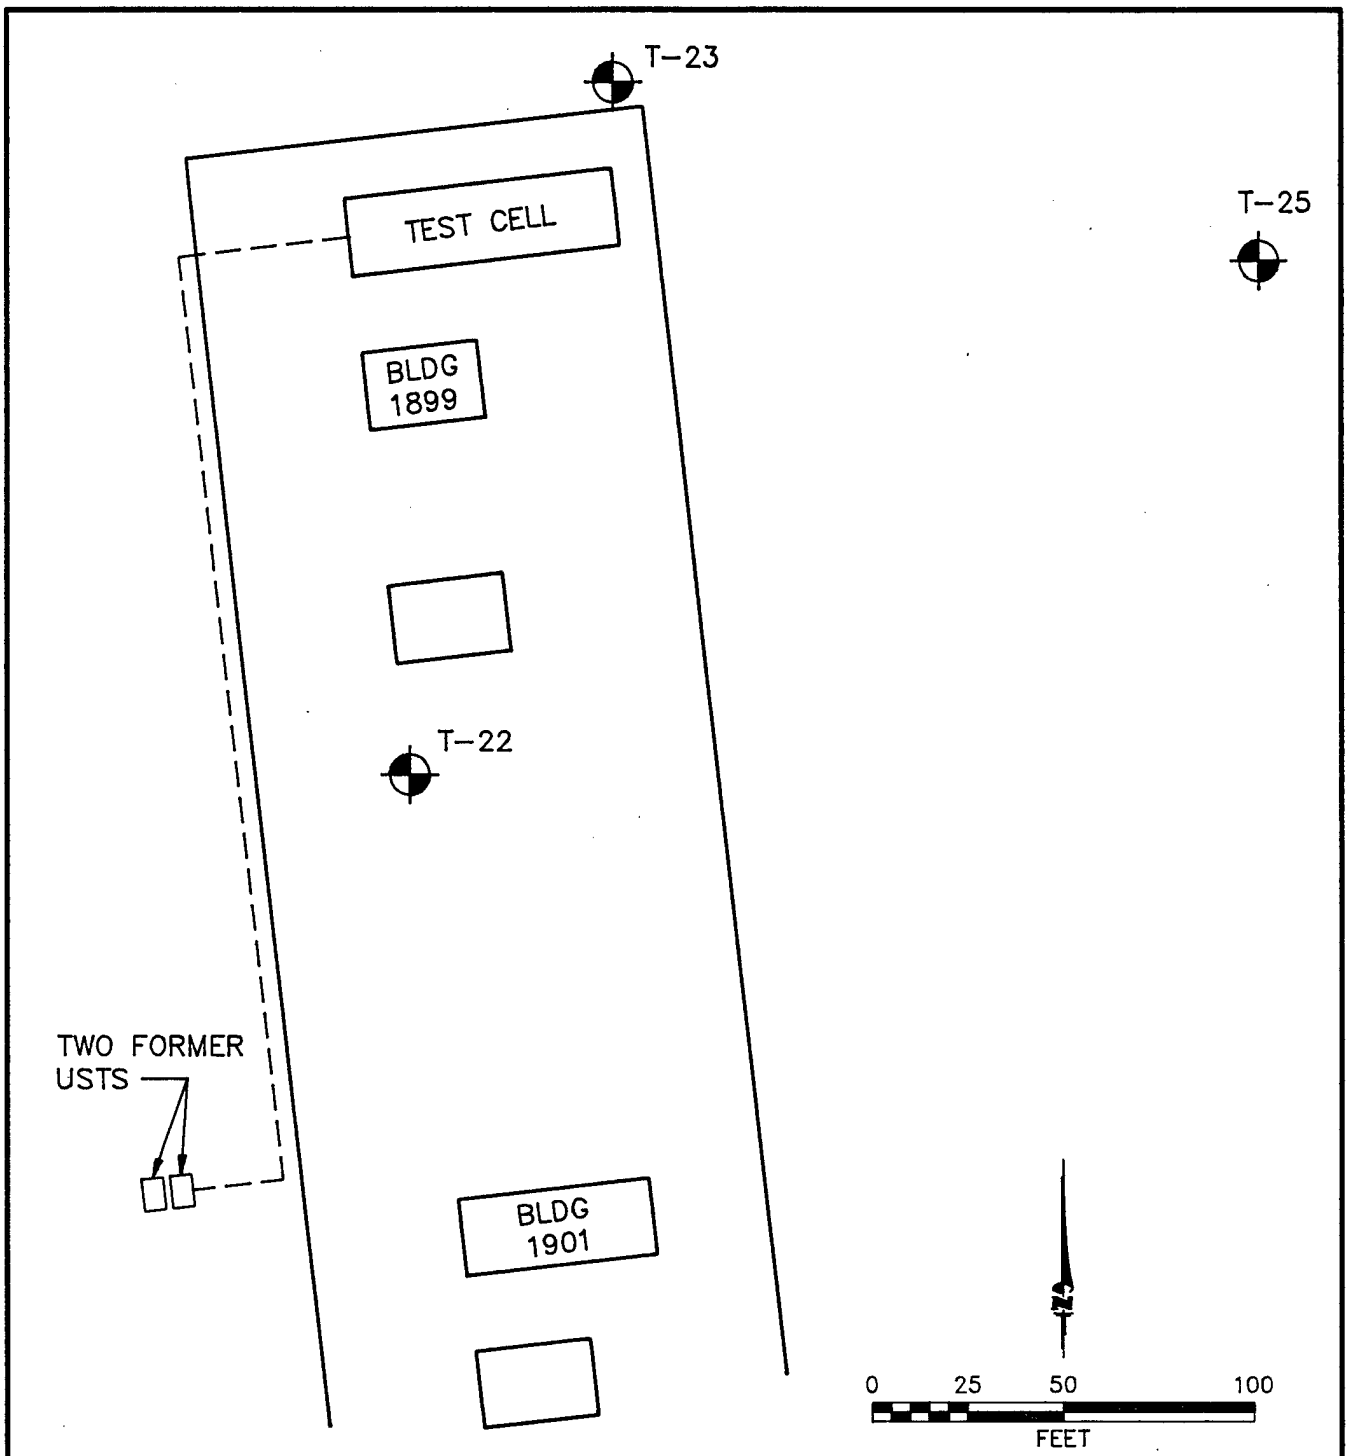 T-23
T-25
TEST CELL
BLDG
1899
T-22
TWO FORMER
USTS
BLDG
1901
N
0 25 50 100
FEET